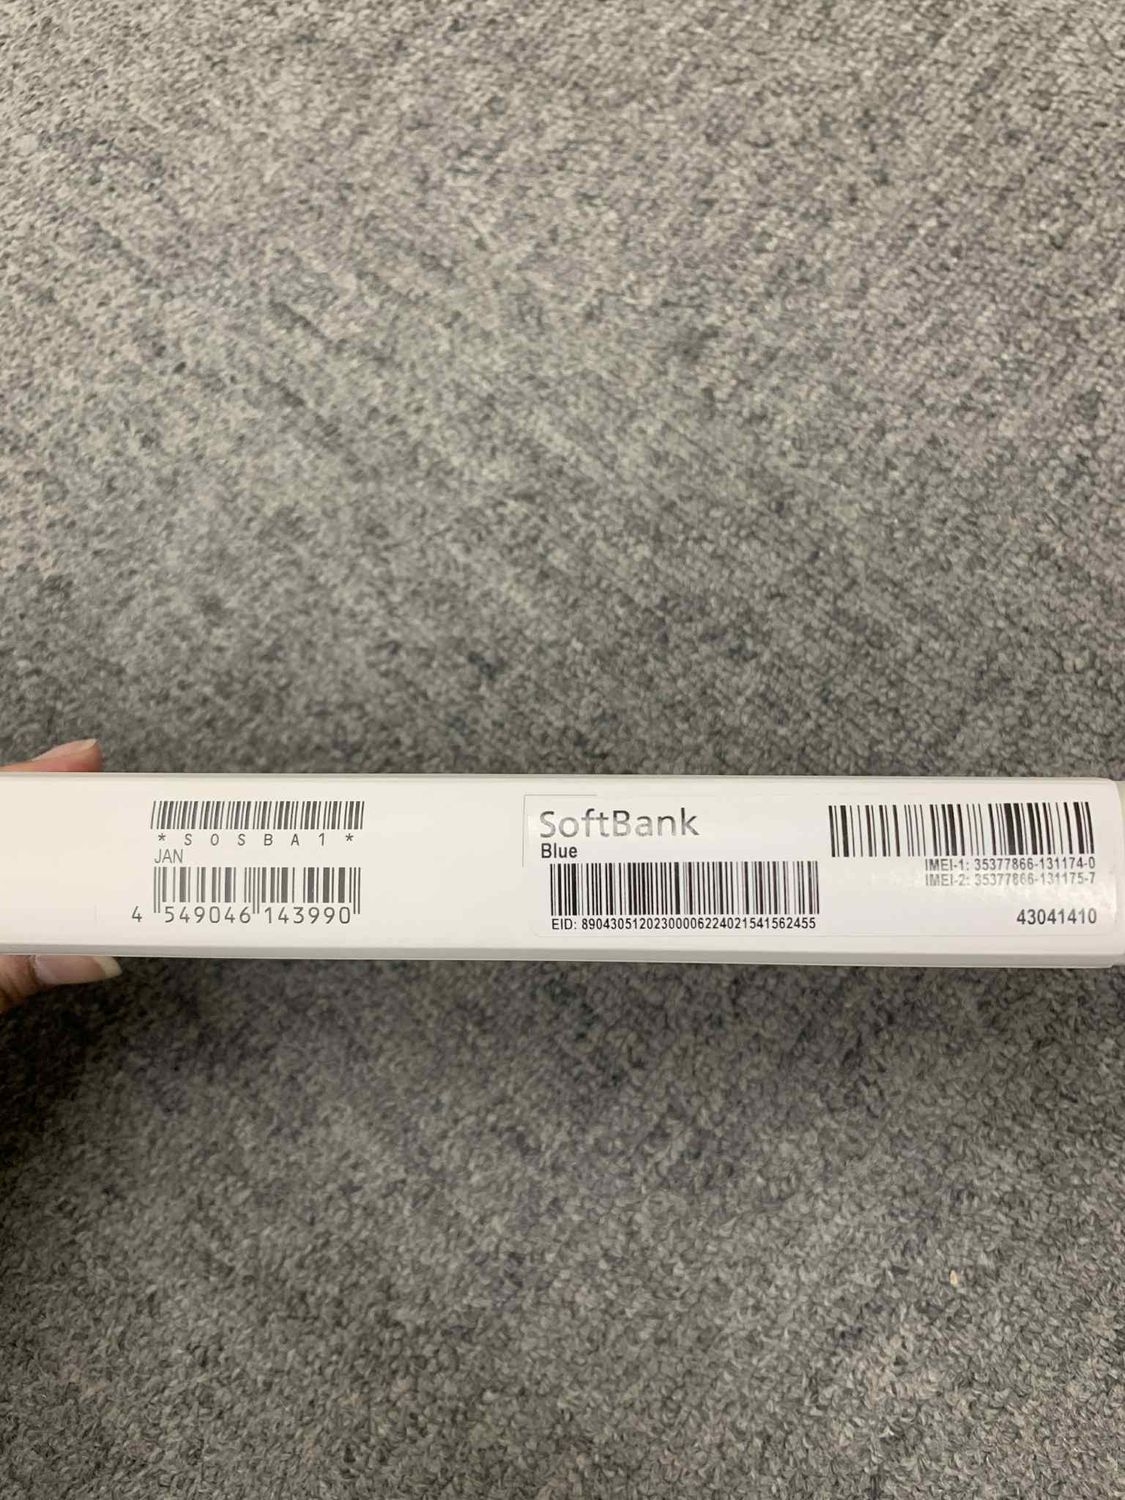 * S O S B A 1 *
JAN
4 549046 143990
SoftBank
Blue
EID: 89043051202300006224021541562455
IMEI-1: 35377866-131174-0
IMEI-2: 35377866-131175-7
43041410